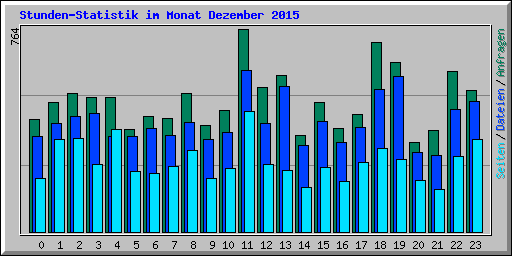 Stunden-Statistik im Monat Dezember 2015
764
Seiten/Dateien/Anfragen
0 1 2 3 4 5 6 7 8 9 10 11 12 13 14 15 16 17 18 19 20 21 22 23